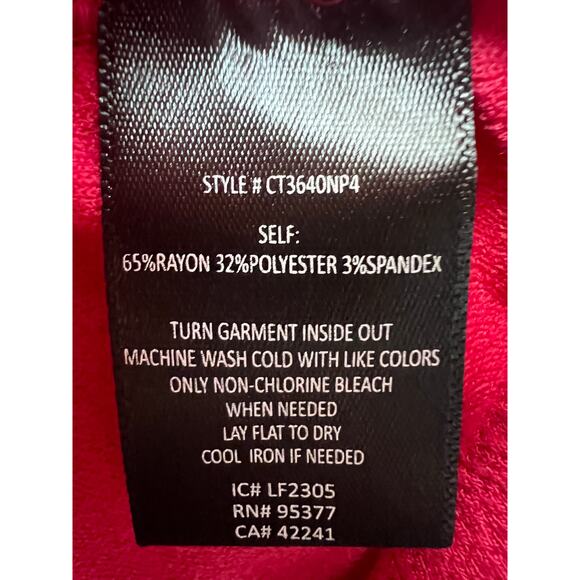 STYLE # CT3640NP4
SELF:
65%RAYON 32%POLYESTER 3%SPANDEX
TURN GARMENT INSIDE OUT
MACHINE WASH COLD WITH LIKE COLORS
ONLY NON-CHLORINE BLEACH
WHEN NEEDED
LAY FLAT TO DRY
COOL IRON IF NEEDED
IC# LF2305
RN# 95377
CA# 42241